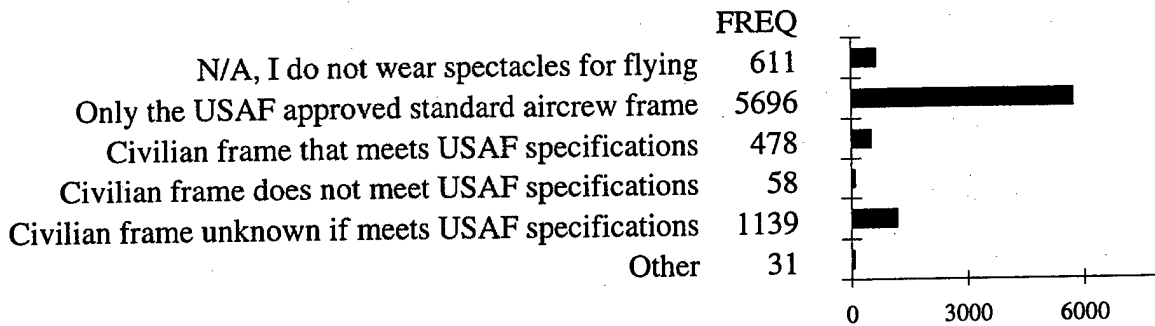 FREQ
N/A, I do not wear spectacles for flying 611
Only the USAF approved standard aircrew frame 5696
Civilian frame that meets USAF specifications 478
Civilian frame does not meet USAF specifications 58
Civilian frame unknown if meets USAF specifications 1139
Other 31
0 3000 6000